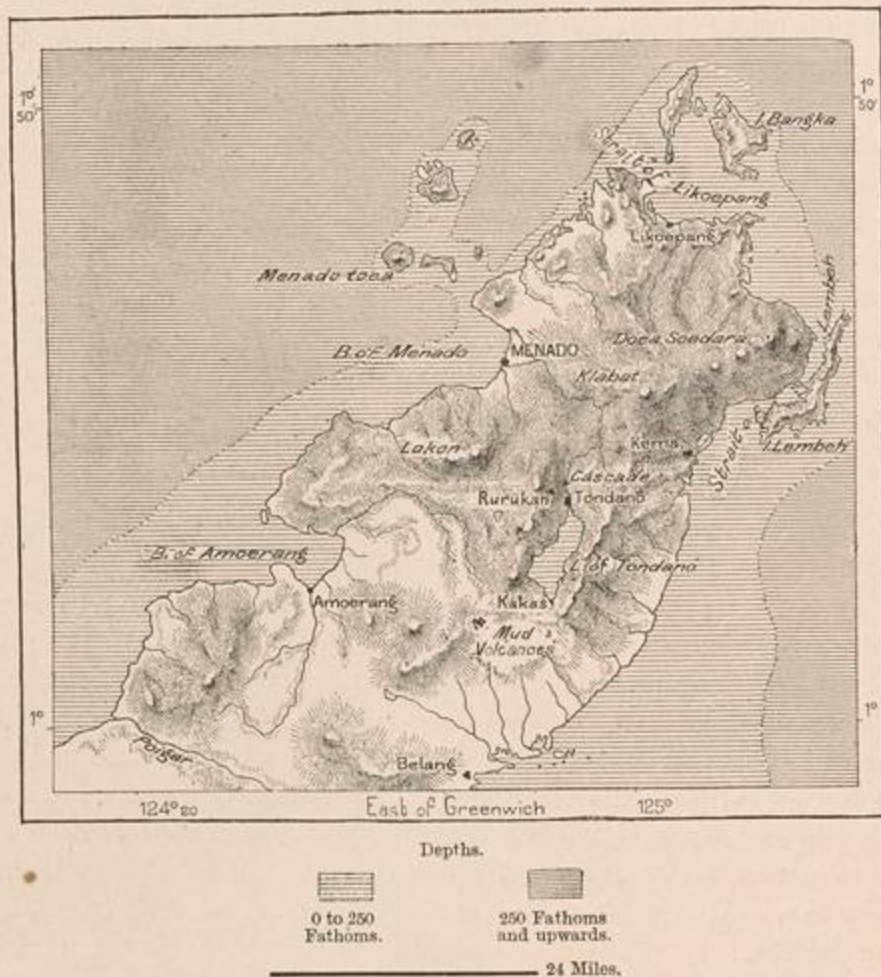 1°
50′
1°
50′
I. Bangka
Strait of Likoepang
Likoepang
Menado toea
B. of Menado
MENADO
Doea Soedara
Klabat
Strait of Lembeh
I. Lembeh
Lakon
Kema
Cascade
Rurukan
Tondano
B. of Amoerang
L. of Tondano
Amoerang
Kakas
Mud
Volcanoes
1°
1°
Poigar
Belang
124°20
East of Greenwich
125°
Depths.
0 to 250
Fathoms.
250 Fathoms
and upwards.
24 Miles.